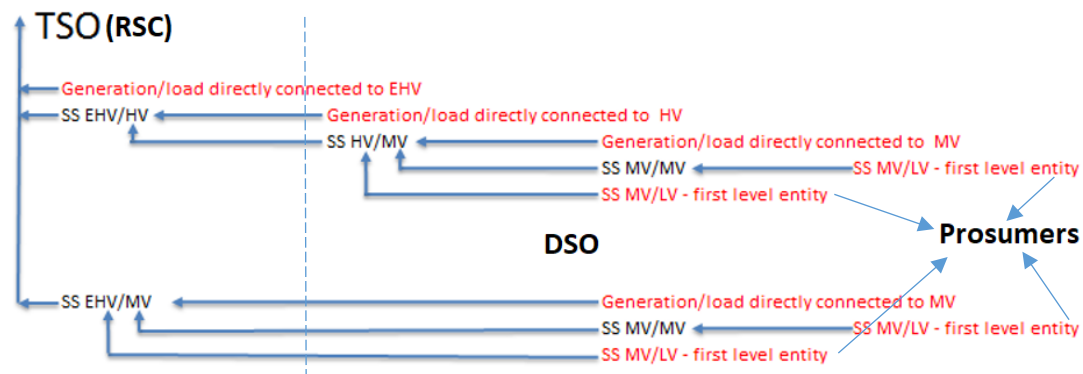 TSO (RSC)
Generation/load directly connected to EHV
SS EHV/HV
Generation/load directly connected to HV
SS HV/MV
Generation/load directly connected to MV
SS MV/MV
SS MV/LV - first level entity
SS MV/LV - first level entity
DSO
Prosumers
SS EHV/MV
Generation/load directly connected to MV
SS MV/MV
SS MV/LV - first level entity
SS MV/LV - first level entity